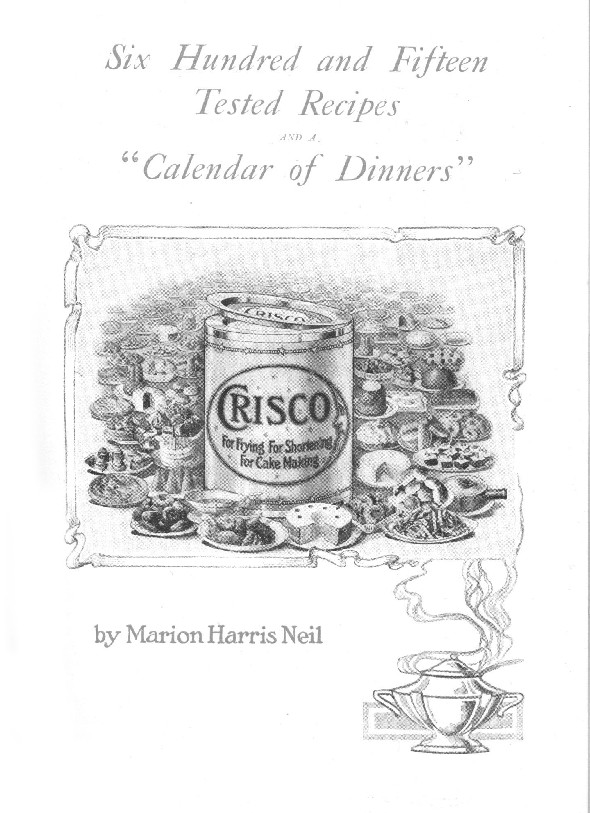 Six Hundred and Fifteen
Tested Recipes
AND A
“Calendar of Dinners”
CRISCO
CRISCO
For Frying For Shortening
For Cake Making
by Marion Harris Neil